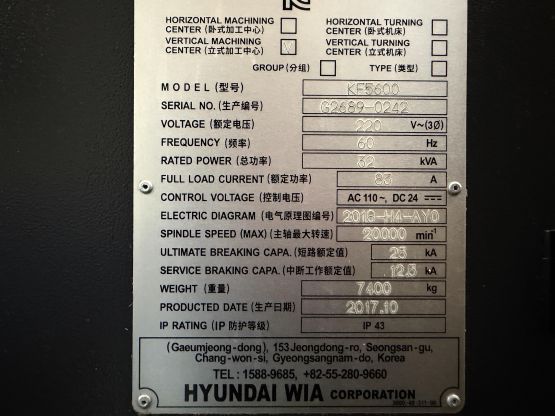 HORIZONTAL MACHINING CENTER (卧式加工中心)
HORIZONTAL TURNING CENTER (卧式机床)
VERTICAL MACHINING CENTER (立式加工中心) V
VERTICAL TURNING CENTER (立式机床)
GROUP (分组) TYPE (类型)
MODEL (型号) KF5600
SERIAL NO. (生产编号) G2689-0242
VOLTAGE (额定电压) 220 V~(3Ø)
FREQUENCY (频率) 60 Hz
RATED POWER (总功率) 32 kVA
FULL LOAD CURRENT (额定功率) 83 A
CONTROL VOLTAGE (控制电压) AC 110~, DC 24
ELECTRIC DIAGRAM (电气原理图编号) 201G-H4-AY0
SPINDLE SPEED (MAX) (主轴最大转速) 20000 min-1
ULTIMATE BREAKING CAPA. (短路额定值) 25 kA
SERVICE BRAKING CAPA. (中断工作额定值) 12.5 kA
WEIGHT (重量) 7400 kg
PRODUCTED DATE (生产日期) 2017.10
IP RATING (IP 防护等级) IP 43
(Gaeumjeong-dong), 153Jeongdong-ro, Seongsan-gu,
Chang-won-si, Gyeongsangnam-do, Korea
TEL : 1588-9685, +82-55-280-9660
HYUNDAI WIA CORPORATION